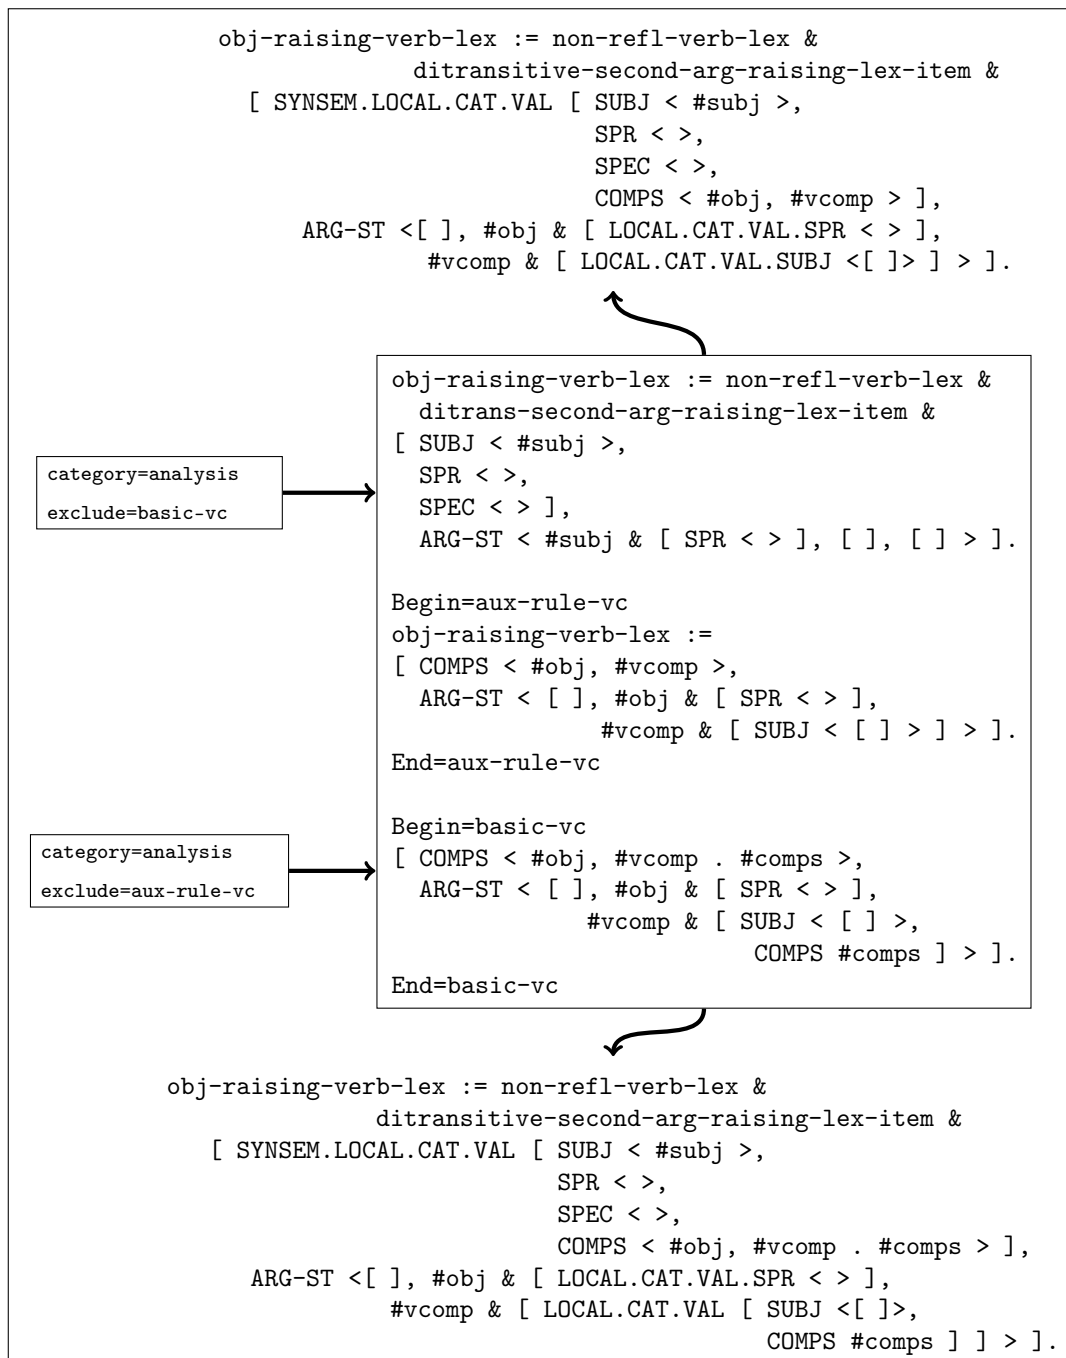 obj-raising-verb-lex := non-refl-verb-lex &
ditransitive-second-arg-raising-lex-item &
[ SYNSEM.LOCAL.CAT.VAL [ SUBJ < #subj >,
SPR < >,
SPEC < >,
COMPS < #obj, #vcomp > ],
ARG-ST <[ ], #obj & [ LOCAL.CAT.VAL.SPR < > ],
#vcomp & [ LOCAL.CAT.VAL.SUBJ <[ ]> ] > ].
category=analysis
exclude=basic-vc
obj-raising-verb-lex := non-refl-verb-lex &
ditrans-second-arg-raising-lex-item &
[ SUBJ < #subj >,
SPR < >,
SPEC < > ],
ARG-ST < #subj & [ SPR < > ], [ ], [ ] > ].
Begin=aux-rule-vc
obj-raising-verb-lex :=
[ COMPS < #obj, #vcomp >,
ARG-ST < [ ], #obj & [ SPR < > ],
#vcomp & [ SUBJ < [ ] > ] > ].
End=aux-rule-vc
category=analysis
exclude=aux-rule-vc
Begin=basic-vc
[ COMPS < #obj, #vcomp . #comps >,
ARG-ST < [ ], #obj & [ SPR < > ],
#vcomp & [ SUBJ < [ ] >,
COMPS #comps ] > ].
End=basic-vc
obj-raising-verb-lex := non-refl-verb-lex &
ditransitive-second-arg-raising-lex-item &
[ SYNSEM.LOCAL.CAT.VAL [ SUBJ < #subj >,
SPR < >,
SPEC < >,
COMPS < #obj, #vcomp . #comps > ],
ARG-ST <[ ], #obj & [ LOCAL.CAT.VAL.SPR < > ],
#vcomp & [ LOCAL.CAT.VAL [ SUBJ <[ ]>,
COMPS #comps ] ] > ].